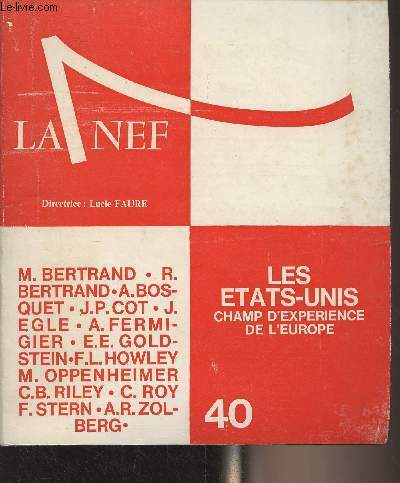 Le-livre.com
LA NEF
Directrice : Lucie FAURE
M. BERTRAND • R.
BERTRAND•A.BOS-
QUET • J.P.COT • J.
EGLE • A.FERMI-
GIER • E.E. GOLD-
STEIN•F.L.HOWLEY
M. OPPENHEIMER
C.B. RILEY • C. ROY
F. STERN • A.R.ZOL-
BERG•
LES
ETATS-UNIS
CHAMP D'EXPERIENCE
DE L'EUROPE
40